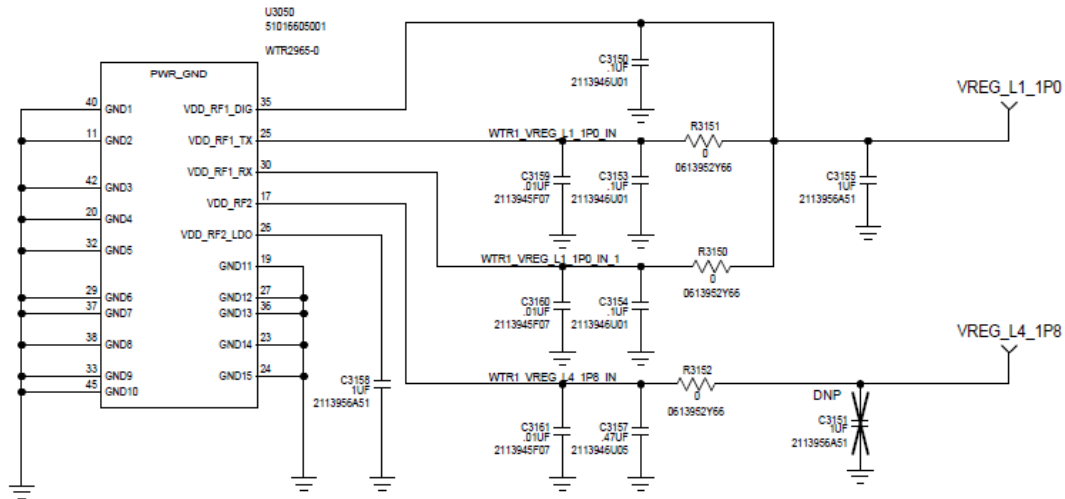 U3050
51016605001
WTR2965-0
PWR_GND
40 GND1
11 GND2
42 GND3
20 GND4
32 GND5
29 GND6
37 GND7
38 GND8
33 GND9
45 GND10
VDD_RF1_DIG 35
VDD_RF1_TX 25
VDD_RF1_RX 30
VDD_RF2 17
VDD_RF2_LDO 26
GND11 19
GND12 27
GND13 36
GND14 23
GND15 24
C3150
.1UF
2113946U01
VREG_L1_1P0
WTR1_VREG_L1_1P0_IN
R3151
0
0613952Y66
C3159
.01UF
2113945F07
C3153
.1UF
2113946U01
C3155
1UF
2113956A51
WTR1_VREG_L1_1P0_IN_1
R3150
0
0613952Y66
C3160
.01UF
2113945F07
C3154
.1UF
2113946U01
VREG_L4_1P8
C3158
1UF
2113956A51
WTR1_VREG_L4_1P8_IN
R3152
0
0613952Y66
C3161
.01UF
2113945F07
C3157
.47UF
2113946U05
DNP
C3151
1UF
2113956A51